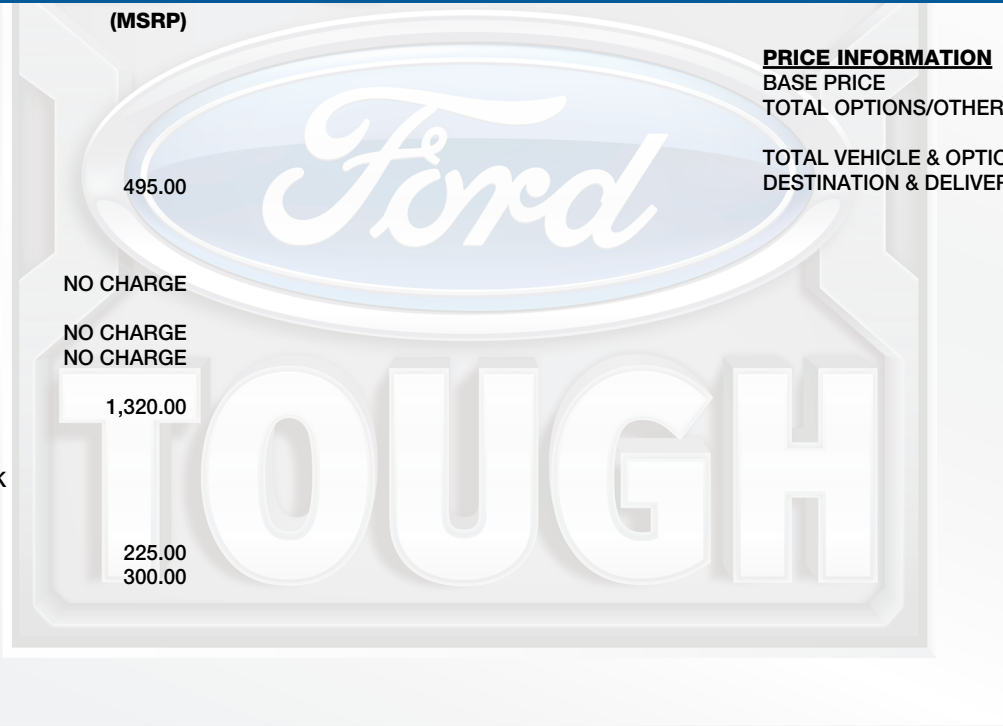 (MSRP)
495.00
NO CHARGE
NO CHARGE
NO CHARGE
1,320.00
K
225.00
300.00
PRICE INFORMATION
BASE PRICE
TOTAL OPTIONS/OTHER
TOTAL VEHICLE & OPTIO
DESTINATION & DELIVER
Ford
TOUGH